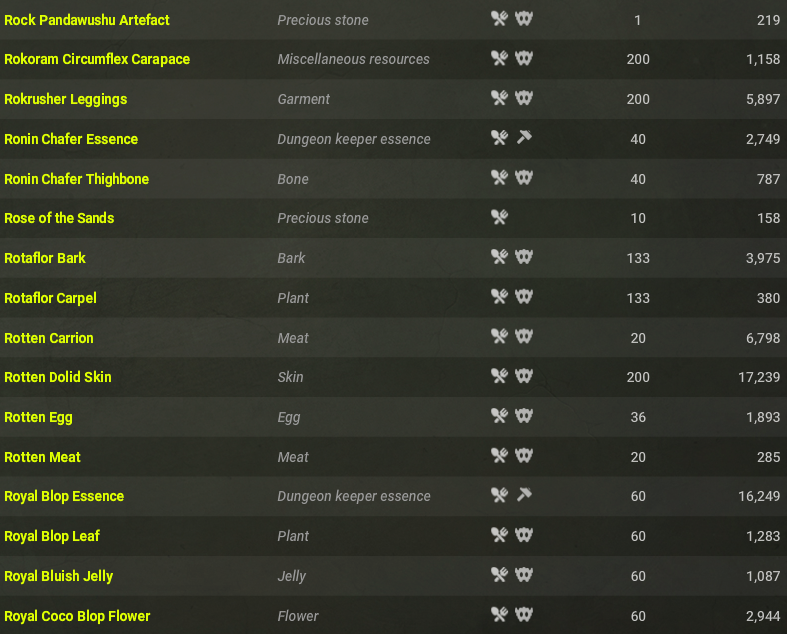 Rock Pandawushu Artefact Precious stone 1 219
Rokoram Circumflex Carapace Miscellaneous resources 200 1,158
Rokrusher Leggings Garment 200 5,897
Ronin Chafer Essence Dungeon keeper essence 40 2,749
Ronin Chafer Thighbone Bone 40 787
Rose of the Sands Precious stone 10 158
Rotaflor Bark Bark 133 3,975
Rotaflor Carpel Plant 133 380
Rotten Carrion Meat 20 6,798
Rotten Dolid Skin Skin 200 17,239
Rotten Egg Egg 36 1,893
Rotten Meat Meat 20 285
Royal Blop Essence Dungeon keeper essence 60 16,249
Royal Blop Leaf Plant 60 1,283
Royal Bluish Jelly Jelly 60 1,087
Royal Coco Blop Flower Flower 60 2,944